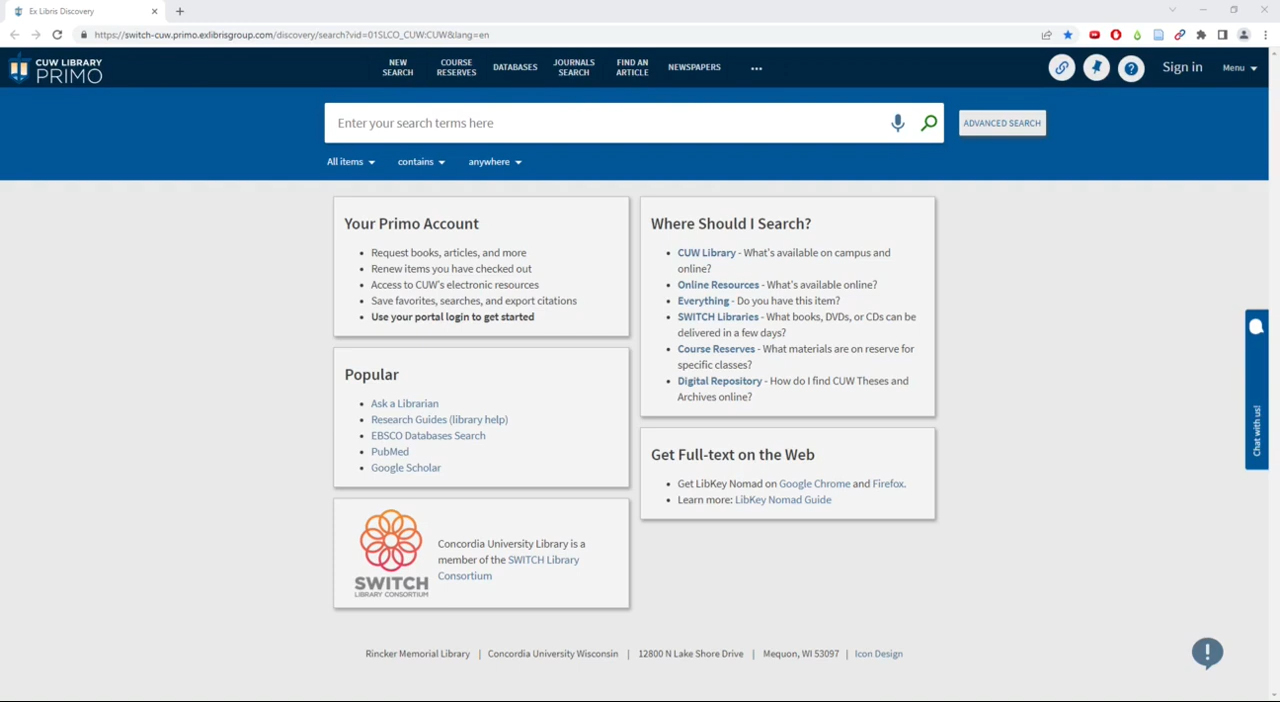 Ex Libris Discovery
https://switch-cuw.primo.exlibrisgroup.com/discovery/search?vid=01SLCO_CUW:CUW&lang=en
CUW LIBRARY
PRIMO
NEW
SEARCH
COURSE
RESERVES
DATABASES
JOURNALS
SEARCH
FIND AN
ARTICLE
NEWSPAPERS
...
?
Sign in
Menu
Enter your search terms here
ADVANCED SEARCH
All items
contains
anywhere
Your Primo Account
• Request books, articles, and more
• Renew items you have checked out
• Access to CUW's electronic resources
• Save favorites, searches, and export citations
• Use your portal login to get started
Popular
• Ask a Librarian
• Research Guides (library help)
• EBSCO Databases Search
• PubMed
• Google Scholar
SWITCH
LIBRARY CONSORTIUM
Concordia University Library is a
member of the SWITCH Library
Consortium
Where Should I Search?
• CUW Library - What's available on campus and
online?
• Online Resources - What's available online?
• Everything - Do you have this item?
• SWITCH Libraries - What books, DVDs, or CDs can be
delivered in a few days?
• Course Reserves - What materials are on reserve for
specific classes?
• Digital Repository - How do I find CUW Theses and
Archives online?
Get Full-text on the Web
• Get LibKey Nomad on Google Chrome and Firefox.
• Learn more: LibKey Nomad Guide
Chat with us!
Rincker Memorial Library | Concordia University Wisconsin | 12800 N Lake Shore Drive | Mequon, WI 53097 | Icon Design
!